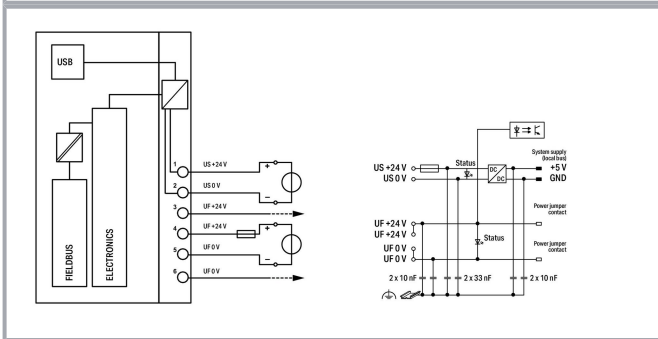 USB
FIELDBUS
ELECTRONICS
1
US +24 V
+
2
US 0 V
−
3
UF +24 V
4
UF +24 V
+
5
UF 0 V
−
6
UF 0 V
System supply
(local bus)
US +24 V
Status
DC
DC
+5 V
US 0 V
GND
Power jumper
contact
UF +24 V
UF +24 V
Status
UF 0 V
UF 0 V
Power jumper
contact
2 x 10 nF
2 x 33 nF
2 x 10 nF